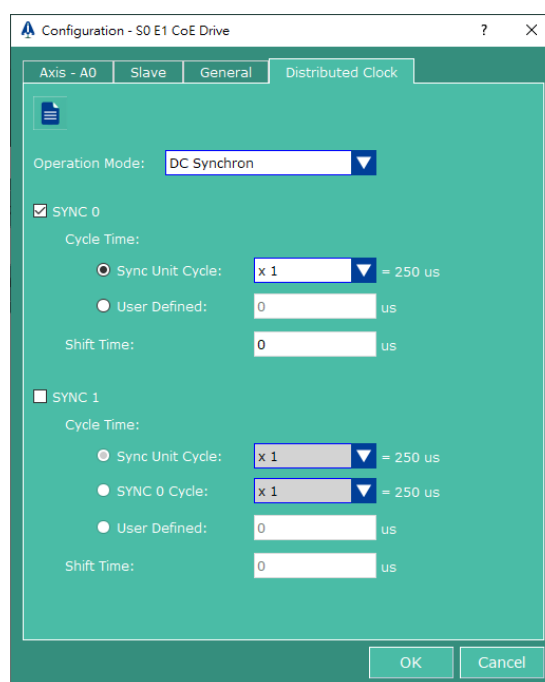 Configuration - S0 E1 CoE Drive ?
Axis - A0 Slave General Distributed Clock
Operation Mode: DC Synchron
SYNC 0
Cycle Time:
Sync Unit Cycle: x 1 = 250 us
User Defined: 0 us
Shift Time: 0 us
SYNC 1
Cycle Time:
Sync Unit Cycle: x 1 = 250 us
SYNC 0 Cycle: x 1 = 250 us
User Defined: 0 us
Shift Time: 0 us
OK Cancel